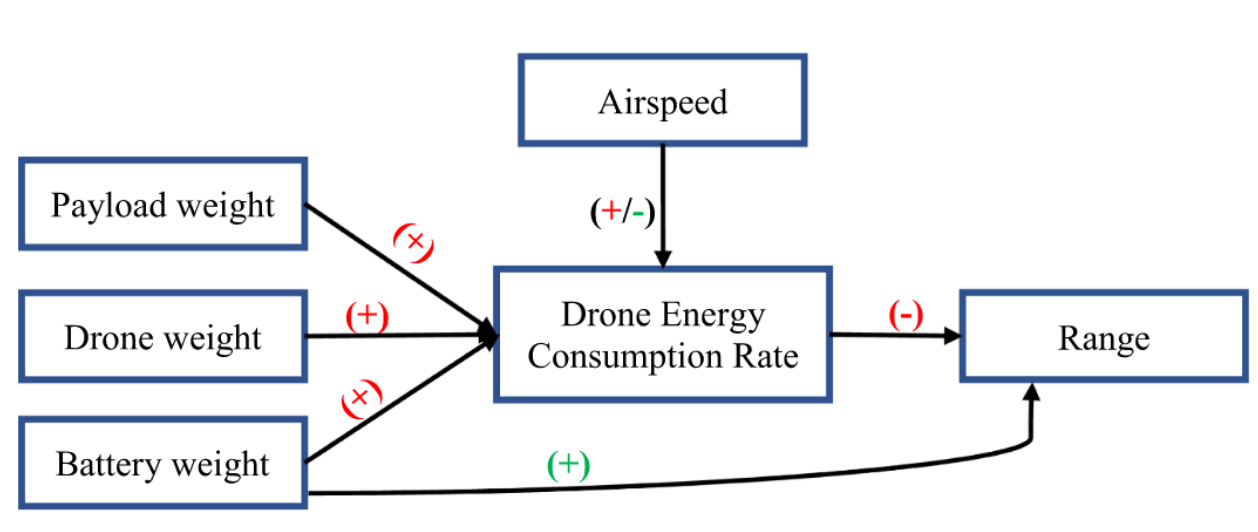 Airspeed
Payload weight
(+)
(+/-)
Drone weight
(+)
Drone Energy
Consumption Rate
(-)
Range
(+)
Battery weight
(+)